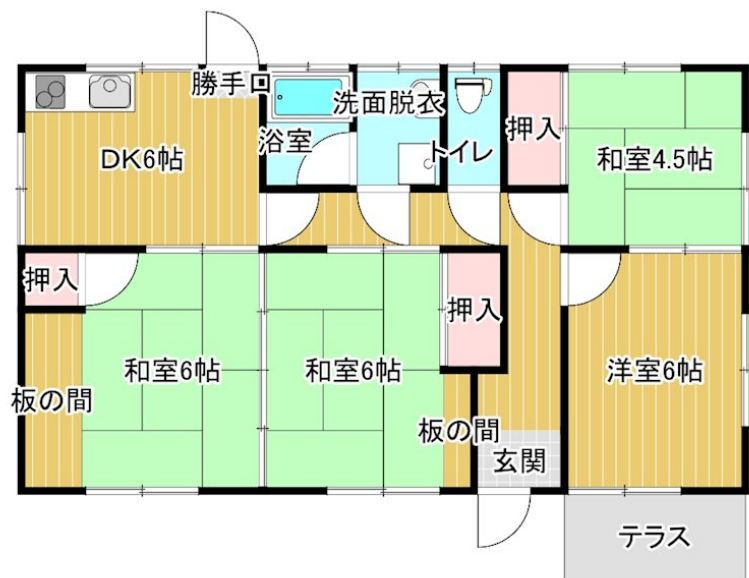 勝手口
洗面脱衣
浴室
トイレ
押入
和室4.5帖
DK6帖
押入
押入
和室6帖
和室6帖
洋室6帖
板の間
板の間
玄関
テラス